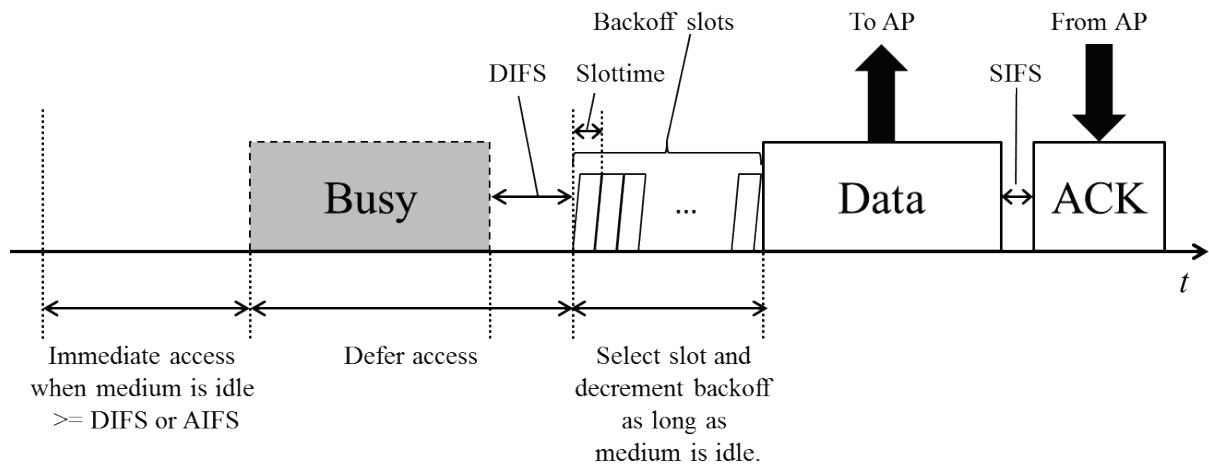 Backoff slots
To AP
From AP
DIFS
Slottime
SIFS
Busy
...
Data
ACK
t
Immediate access
when medium is idle
>= DIFS or AIFS
Defer access
Select slot and
decrement backoff
as long as
medium is idle.